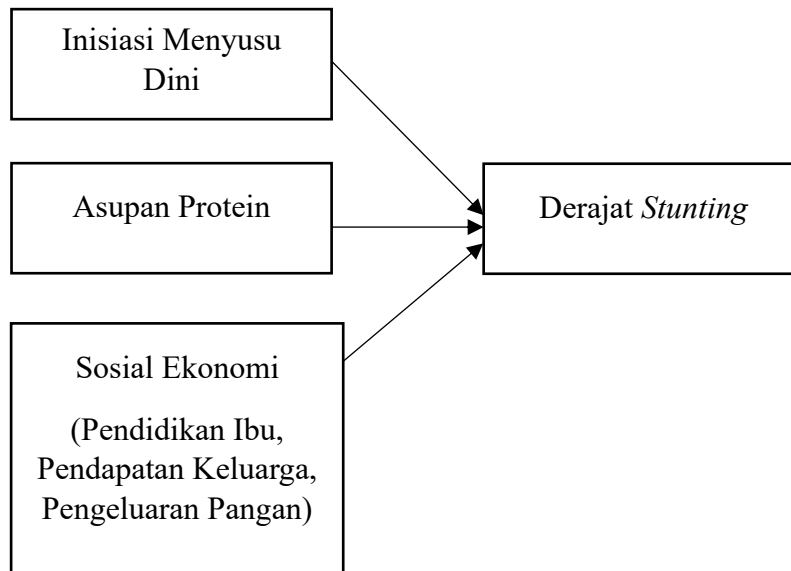 Inisiasi Menyusu
Dini
Asupan Protein
Derajat Stunting
Sosial Ekonomi
(Pendidikan Ibu,
Pendapatan Keluarga,
Pengeluaran Pangan)